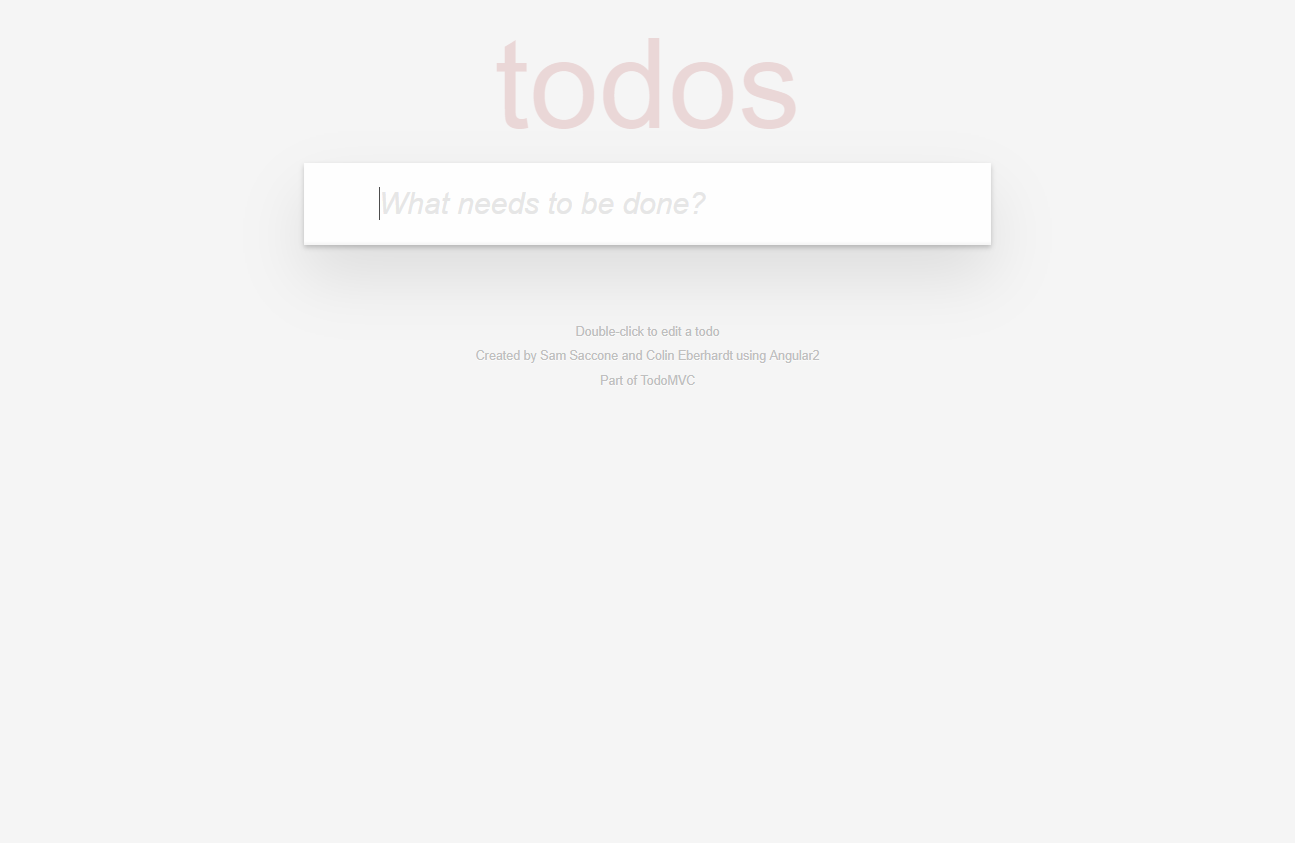 todos
What needs to be done?
Double-click to edit a todo
Created by Sam Saccone and Colin Eberhardt using Angular2
Part of TodoMVC